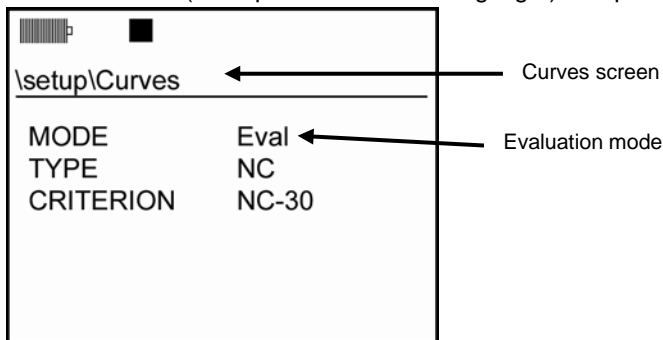 \setup\Curves
Curves screen
MODE Eval
Evaluation mode
TYPE NC
CRITERION NC-30